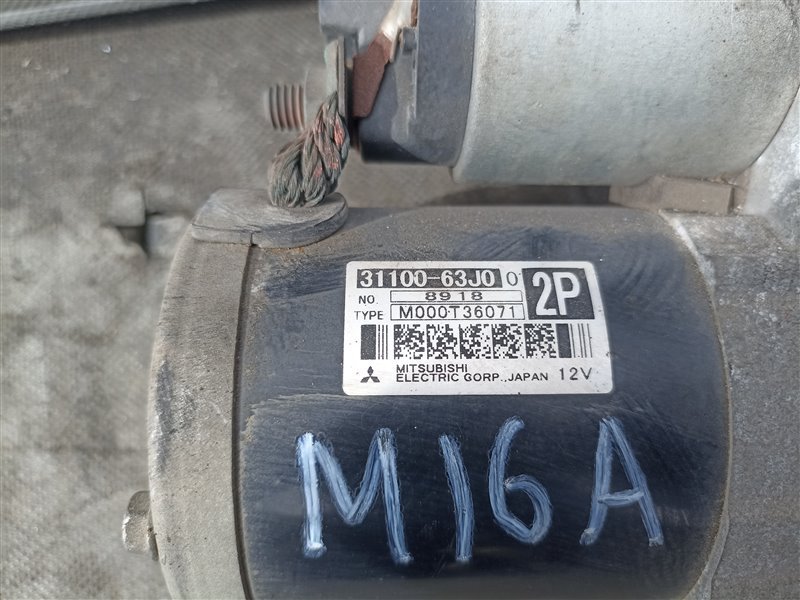 31100-63J0 0 2P
NO. 8918
TYPE M000T36071
MITSUBISHI
ELECTRIC CORP., JAPAN 12V
M16A